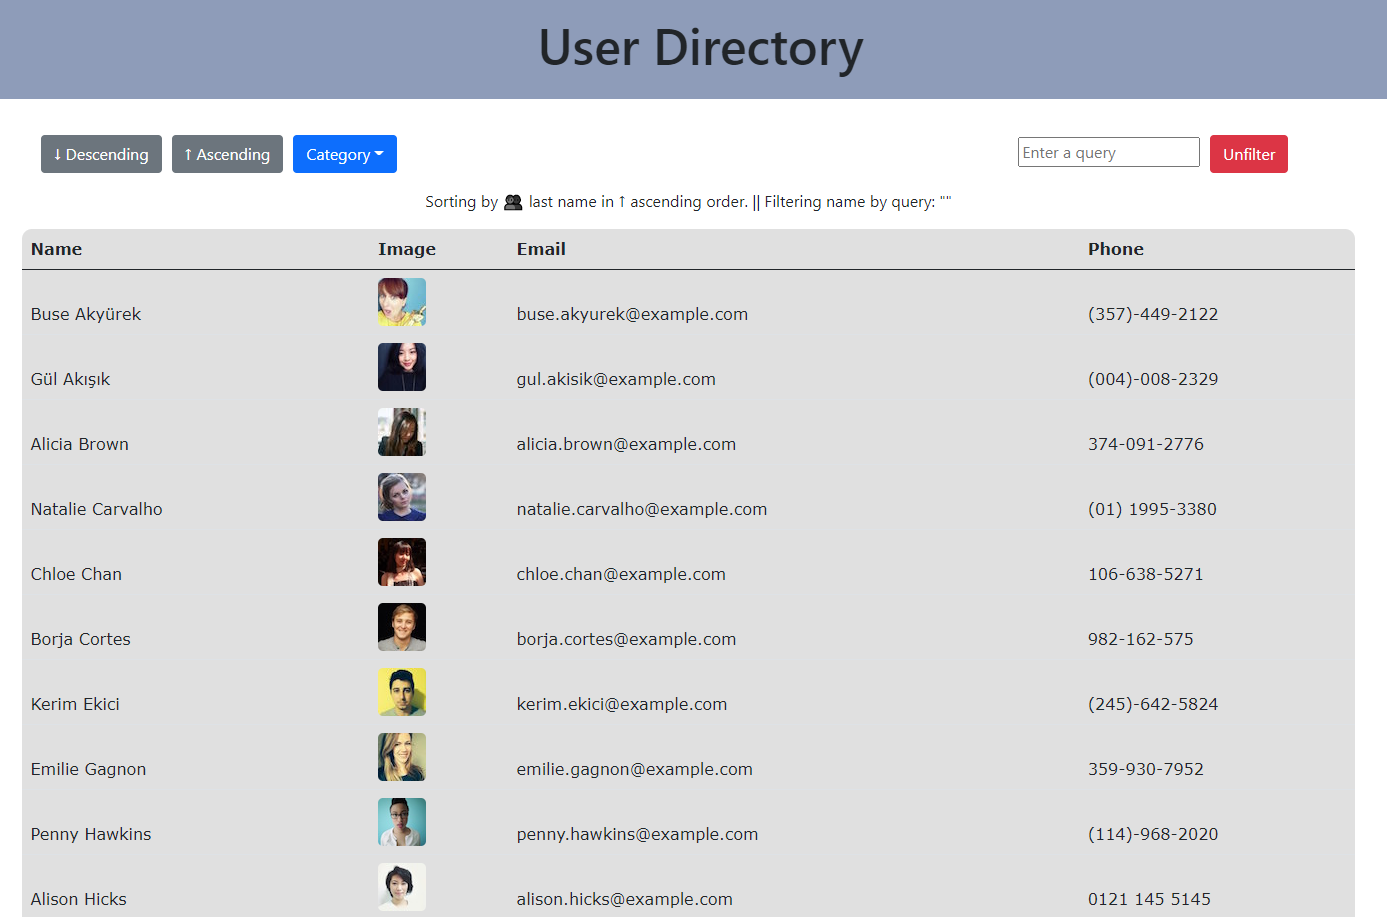 User Directory
↓ Descending ↑ Ascending Category Enter a query Unfilter
Sorting by 👥 last name in ↑ ascending order. || Filtering name by query: ""
Name Image Email Phone
Buse Akyürek buse.akyurek@example.com (357)-449-2122
Gül Akışık gul.akisik@example.com (004)-008-2329
Alicia Brown alicia.brown@example.com 374-091-2776
Natalie Carvalho natalie.carvalho@example.com (01) 1995-3380
Chloe Chan chloe.chan@example.com 106-638-5271
Borja Cortes borja.cortes@example.com 982-162-575
Kerim Ekici kerim.ekici@example.com (245)-642-5824
Emilie Gagnon emilie.gagnon@example.com 359-930-7952
Penny Hawkins penny.hawkins@example.com (114)-968-2020
Alison Hicks alison.hicks@example.com 0121 145 5145